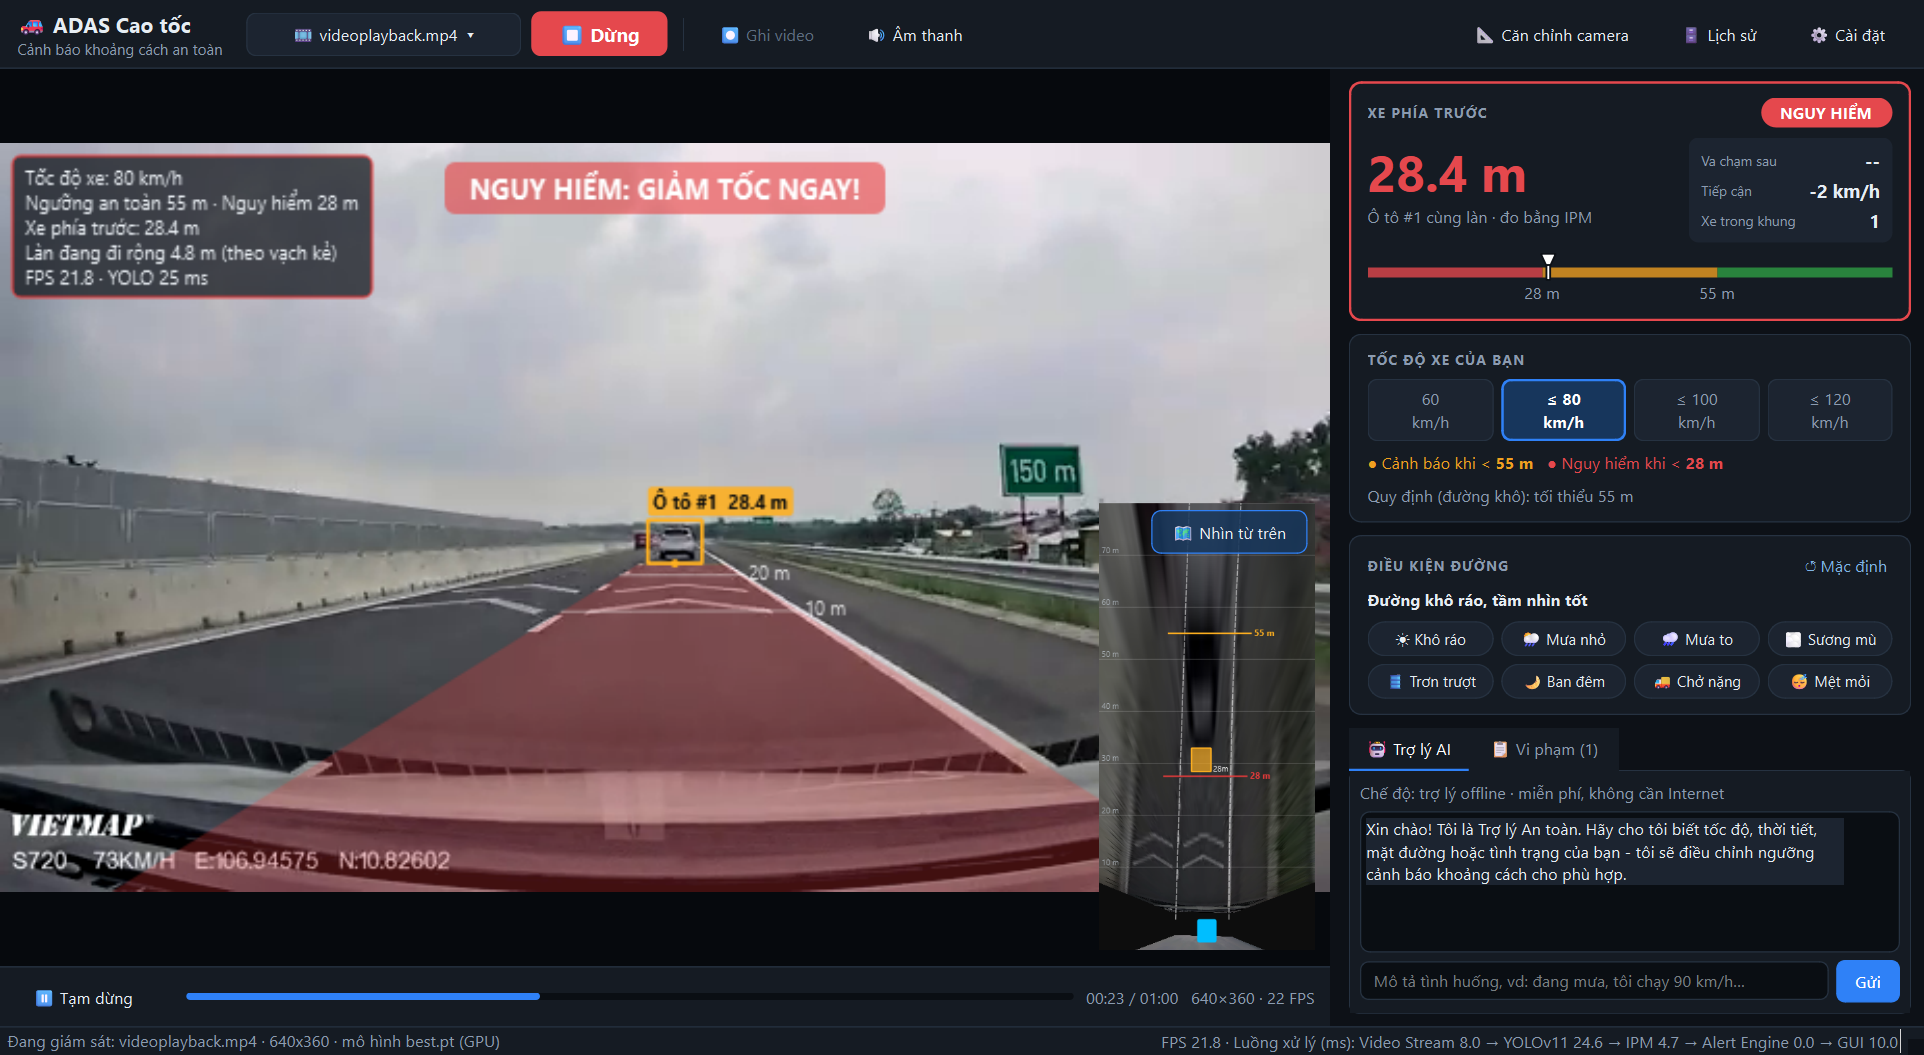 ADAS Cao tốc
Cảnh báo khoảng cách an toàn
videoplayback.mp4
Dừng
Ghi video
Âm thanh
Căn chỉnh camera
Lịch sử
Cài đặt
Tốc độ xe: 80 km/h
Ngưỡng an toàn 55 m · Nguy hiểm 28 m
Xe phía trước: 28.4 m
Làn đang đi rộng 4.8 m (theo vạch kẻ)
FPS 21.8 · YOLO 25 ms
NGUY HIỂM: GIẢM TỐC NGAY!
150 m
Ô tô #1 28.4 m
20 m
10 m
VIETMAP
S720 73KM/H E:106.94575 N:10.82602
Nhìn từ trên
70 m
60 m
55 m
50 m
40 m
30 m
28m
28 m
20 m
10 m
Tạm dừng
00:23 / 01:00
640×360 · 22 FPS
XE PHÍA TRƯỚC
NGUY HIỂM
28.4 m
Ô tô #1 cùng làn · đo bằng IPM
Va chạm sau --
Tiếp cận -2 km/h
Xe trong khung 1
28 m
55 m
TỐC ĐỘ XE CỦA BẠN
60
km/h
≤ 80
km/h
≤ 100
km/h
≤ 120
km/h
● Cảnh báo khi < 55 m ● Nguy hiểm khi < 28 m
Quy định (đường khô): tối thiểu 55 m
ĐIỀU KIỆN ĐƯỜNG
Mặc định
Đường khô ráo, tầm nhìn tốt
Khô ráo
Mưa nhỏ
Mưa to
Sương mù
Trơn trượt
Ban đêm
Chở nặng
Mệt mỏi
Trợ lý AI
Vi phạm (1)
Chế độ: trợ lý offline · miễn phí, không cần Internet
Xin chào! Tôi là Trợ lý An toàn. Hãy cho tôi biết tốc độ, thời tiết,
mặt đường hoặc tình trạng của bạn - tôi sẽ điều chỉnh ngưỡng
cảnh báo khoảng cách cho phù hợp.
Mô tả tình huống, vd: đang mưa, tôi chạy 90 km/h...
Gửi
Đang giám sát: videoplayback.mp4 · 640x360 · mô hình best.pt (GPU)
FPS 21.8 · Luồng xử lý (ms): Video Stream 8.0 → YOLOv11 24.6 → IPM 4.7 → Alert Engine 0.0 → GUI 10.0